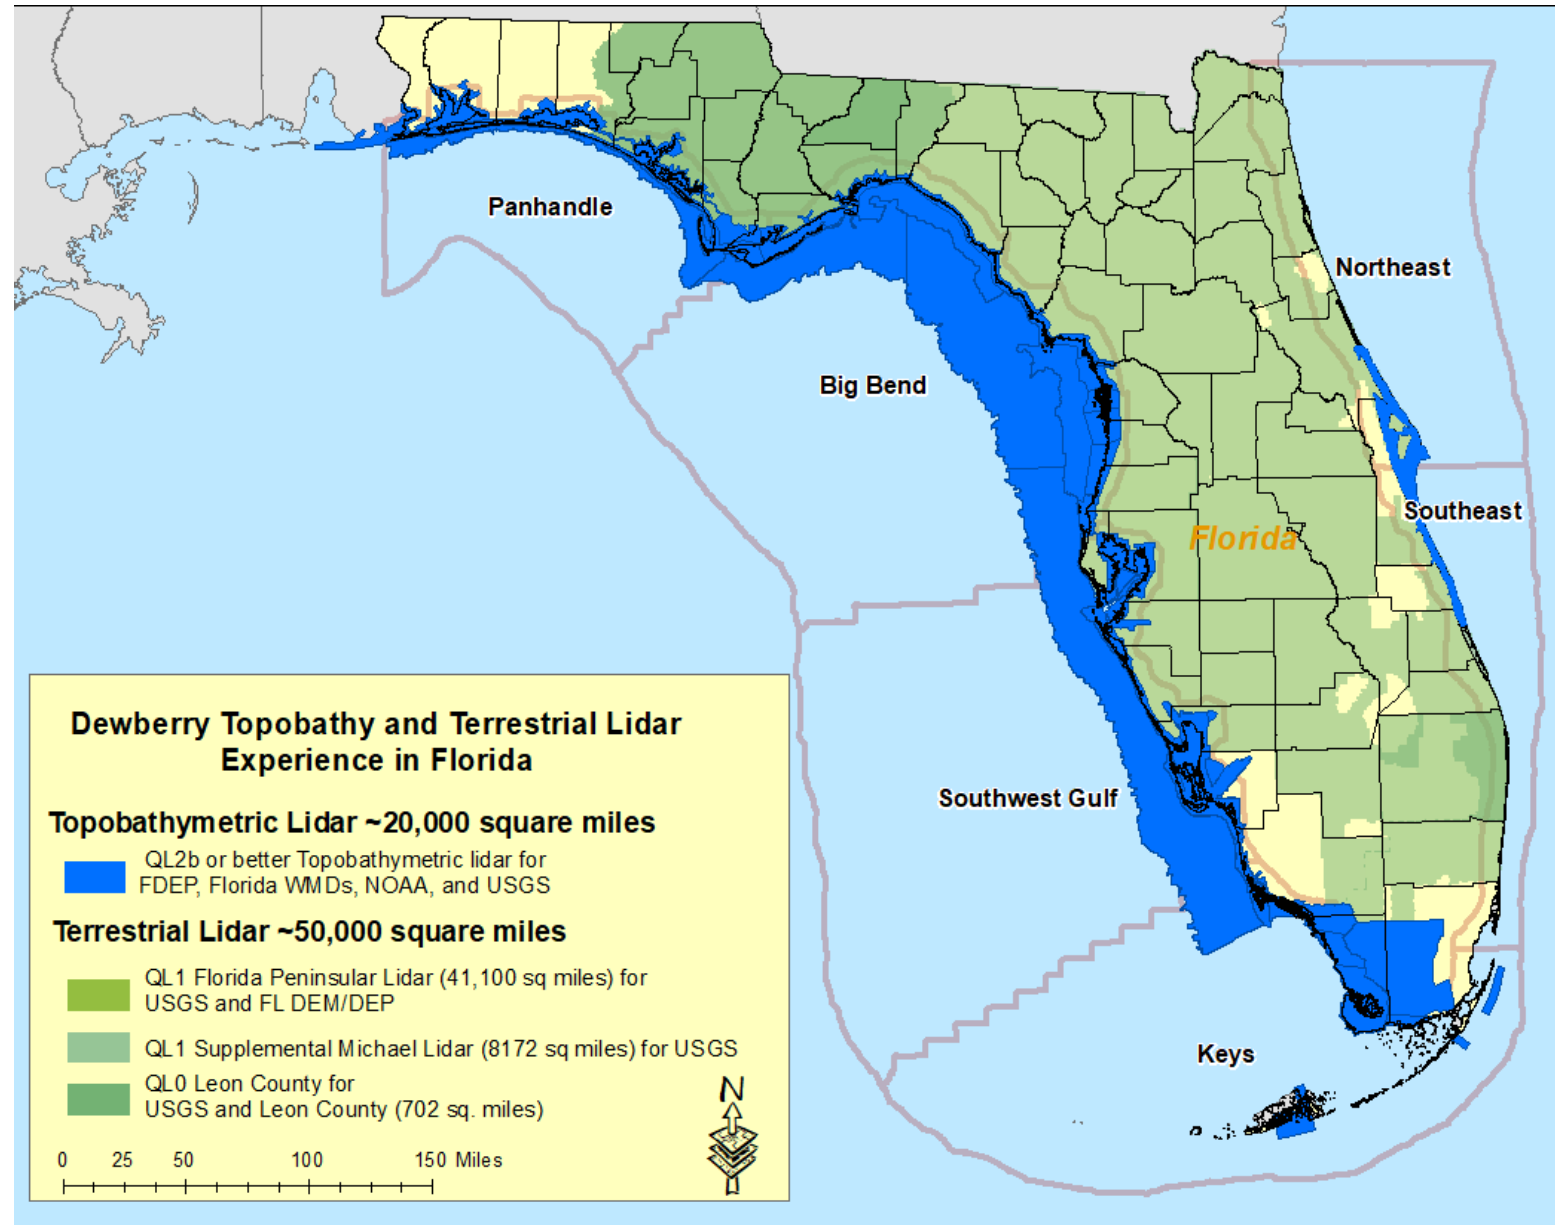 Panhandle
Northeast
Big Bend
Southeast
Florida
Southwest Gulf
Keys
Dewberry Topobathy and Terrestrial Lidar
Experience in Florida
Topobathymetric Lidar ~20,000 square miles
QL2b or better Topobathymetric lidar for
FDEP, Florida WMDs, NOAA, and USGS
Terrestrial Lidar ~50,000 square miles
QL1 Florida Peninsular Lidar (41,100 sq miles) for
USGS and FL DEM/DEP
QL1 Supplemental Michael Lidar (8172 sq miles) for USGS
QL0 Leon County for
USGS and Leon County (702 sq. miles)
N
0 25 50 100 150 Miles